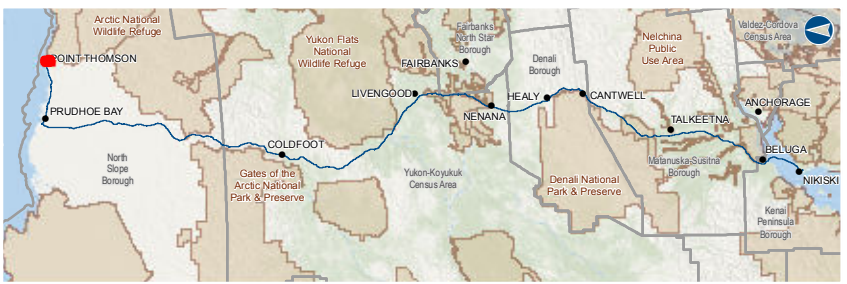 Arctic National
Wildlife Refuge
POINT THOMSON
PRUDHOE BAY
North
Slope
Borough
COLDFOOT
Gates of the
Arctic National
Park & Preserve
Yukon Flats
National
Wildlife Refuge
LIVENGOOD
FAIRBANKS
Fairbanks
North Star
Borough
NENANA
Yukon-Koyukuk
Census Area
HEALY
Denali
Borough
CANTWELL
Denali National
Park & Preserve
Nelchina
Public
Use Area
TALKEETNA
Matanuska-Susitna
Borough
Valdez-Cordova
Census Area
ANCHORAGE
BELUGA
NIKISKI
Kenai
Peninsula
Borough